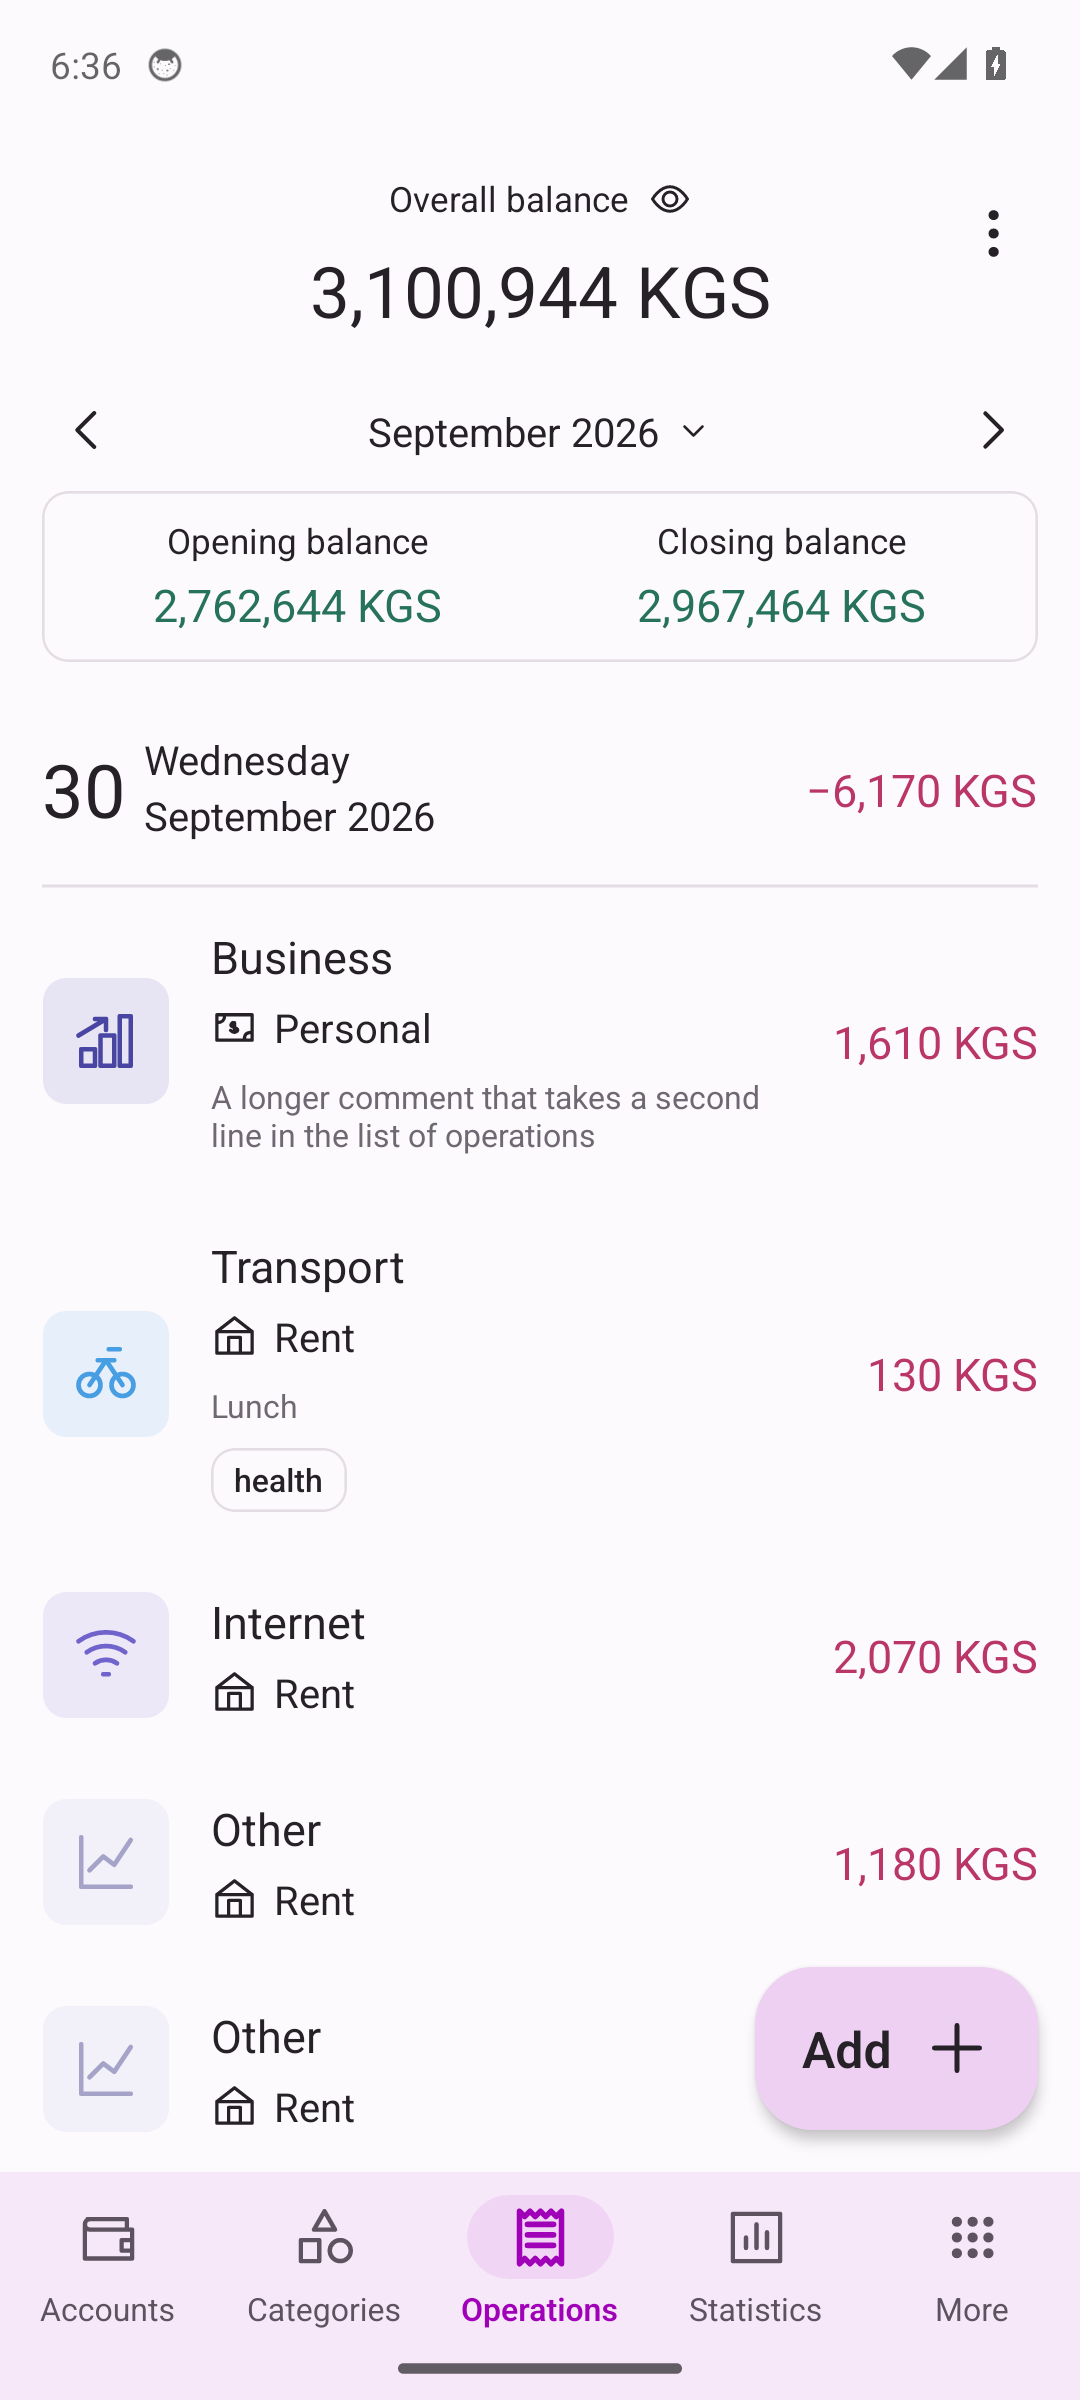 6:36
Overall balance
3,100,944 KGS
September 2026
Opening balance
Closing balance
2,762,644 KGS
2,967,464 KGS
30
Wednesday
September 2026
−6,170 KGS
Business
Personal
1,610 KGS
A longer comment that takes a second
line in the list of operations
Transport
Rent
130 KGS
Lunch
health
Internet
Rent
2,070 KGS
Other
Rent
1,180 KGS
Other
Rent
Add
Accounts
Categories
Operations
Statistics
More